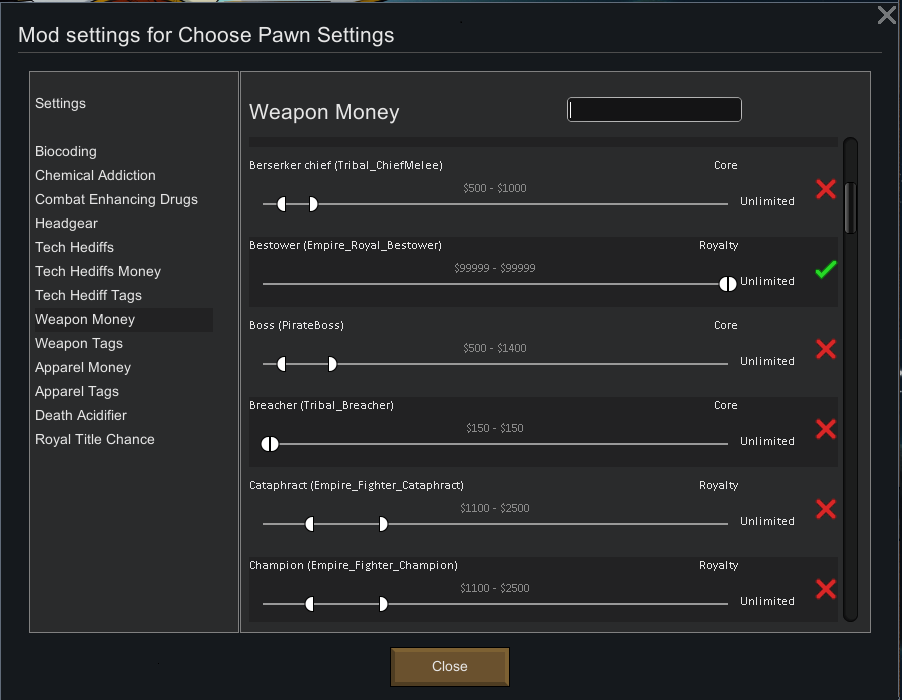 Mod settings for Choose Pawn Settings
Settings
Biocoding
Chemical Addiction
Combat Enhancing Drugs
Headgear
Tech Hediffs
Tech Hediffs Money
Tech Hediff Tags
Weapon Money
Weapon Tags
Apparel Money
Apparel Tags
Death Acidifier
Royal Title Chance
Weapon Money
Berserker chief (Tribal_ChiefMelee) Core
$500 - $1000
Unlimited
Bestower (Empire_Royal_Bestower) Royalty
$99999 - $99999
Unlimited
Boss (PirateBoss) Core
$500 - $1400
Unlimited
Breacher (Tribal_Breacher) Core
$150 - $150
Unlimited
Cataphract (Empire_Fighter_Cataphract) Royalty
$1100 - $2500
Unlimited
Champion (Empire_Fighter_Champion) Royalty
$1100 - $2500
Unlimited
Close